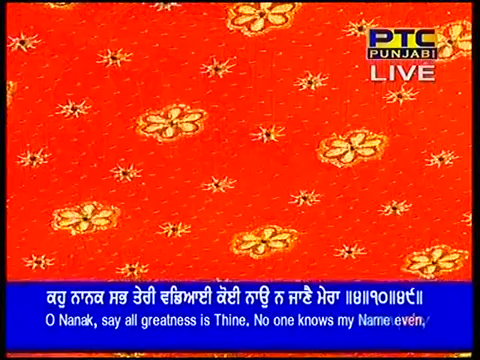 PTC
PUNJABI
LIVE
ਕਹੁ ਨਾਨਕ ਸਭ ਤੇਰੀ ਵਡਿਆਈ ਕੋਈ ਨਾਉ ਨ ਜਾਣੈ ਮੇਰਾ ॥੪॥੧੦॥੪੯॥
O Nanak, say all greatness is Thine. No one knows my Name even,